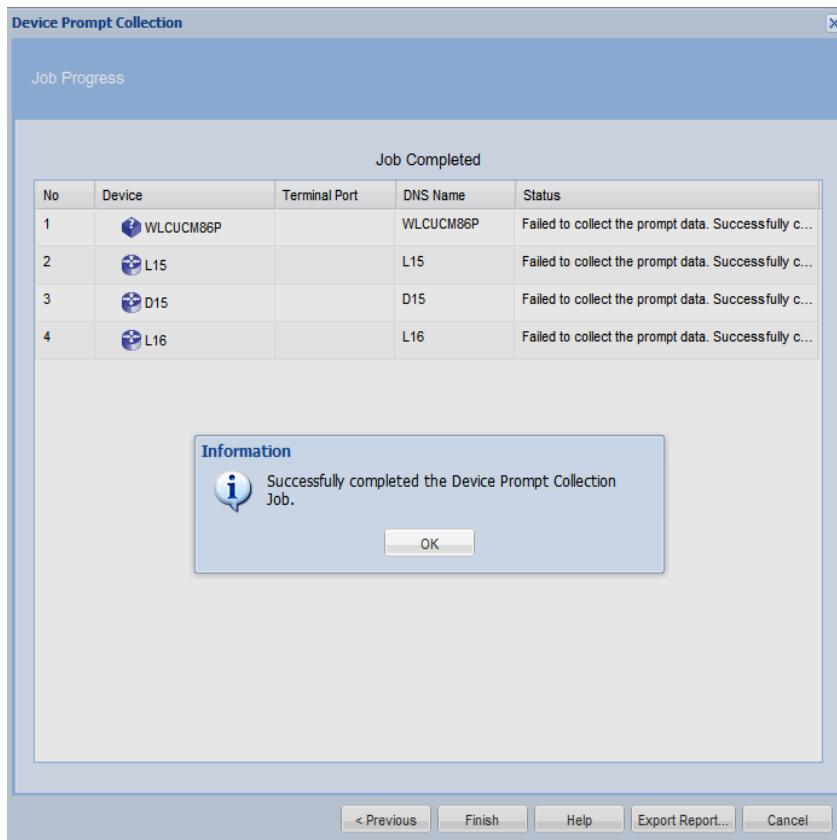 Device Prompt Collection
Job Progress
Job Completed
No Device Terminal Port DNS Name Status
1 WLCUCM86P WLCUCM86P Failed to collect the prompt data. Successfully c...
2 L15 L15 Failed to collect the prompt data. Successfully c...
3 D15 D15 Failed to collect the prompt data. Successfully c...
4 L16 L16 Failed to collect the prompt data. Successfully c...
Information
Successfully completed the Device Prompt Collection
Job.
OK
< Previous Finish Help Export Report... Cancel